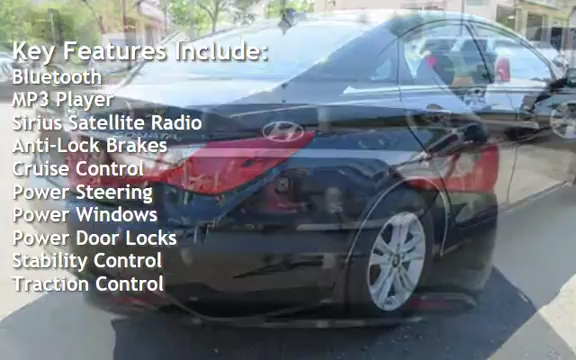 Key Features Include:
Bluetooth
MP3 Player
Sirius Satellite Radio
Anti-Lock Brakes
Cruise Control
Power Steering
Power Windows
Power Door Locks
Stability Control
Traction Control
SONATA